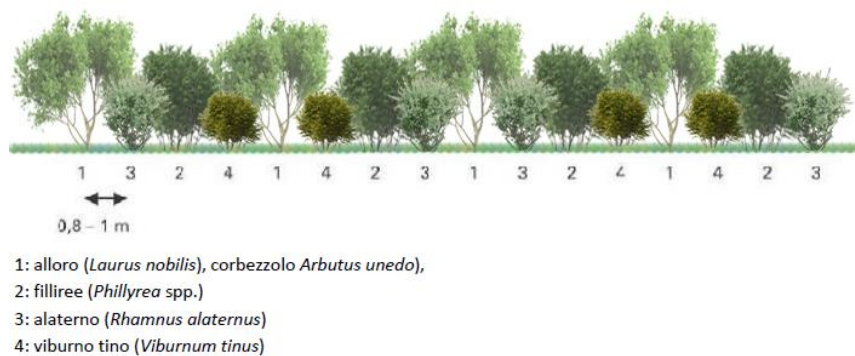 1 3 2 4 1 4 2 3 1 3 2 4 1 4 2 3
0,8 – 1 m
1: alloro (Laurus nobilis), corbezzolo Arbutus unedo),
2: filliree (Phillyrea spp.)
3: alaterno (Rhamnus alaternus)
4: viburno tino (Viburnum tinus)